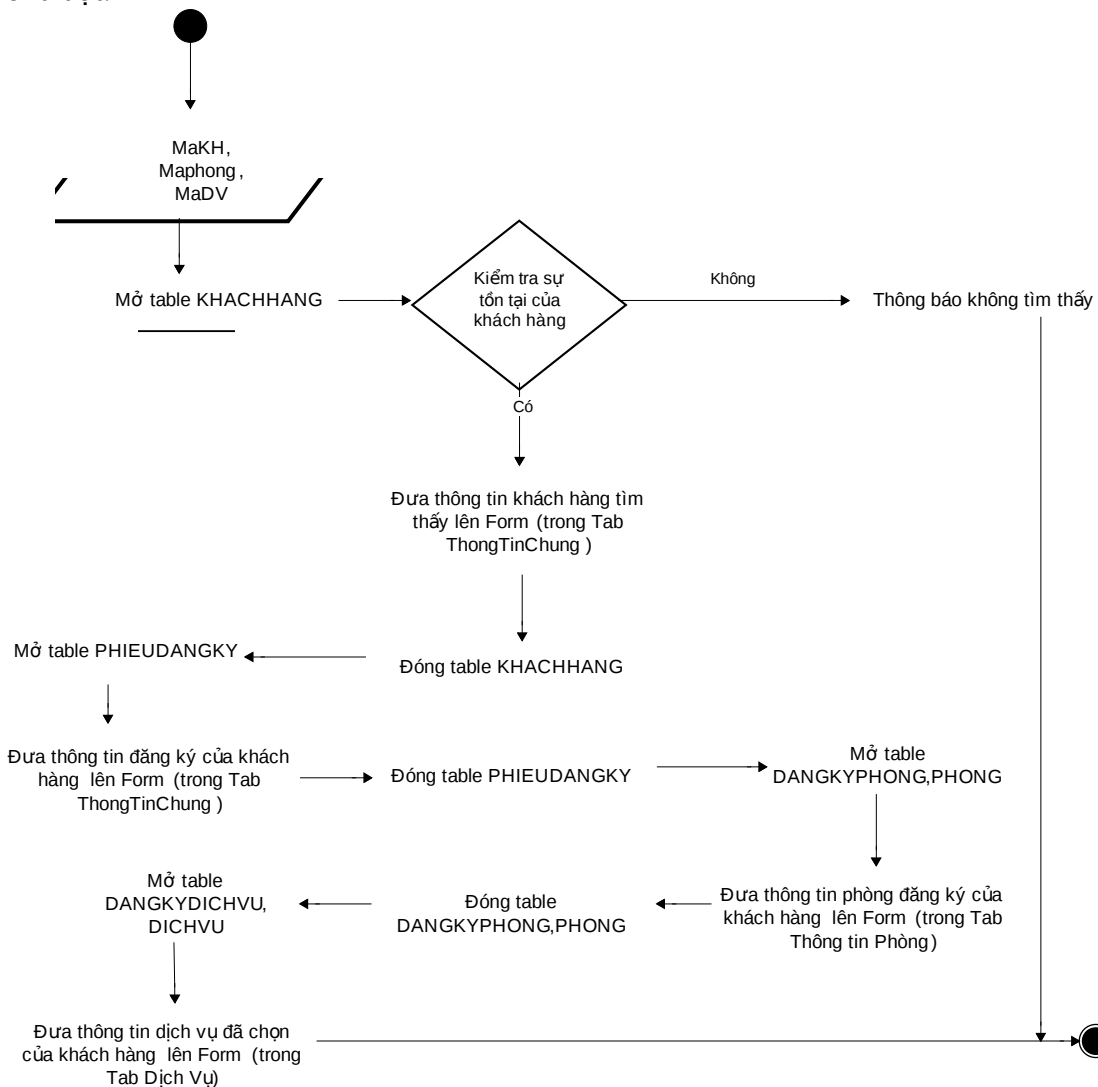 MaKH,
Maphong,
MaDV
Mở table KHACHHANG
Kiểm tra sự
tồn tại của
khách hàng
Không
Thông báo không tìm thấy
Có
Đưa thông tin khách hàng tìm
thấy lên Form (trong Tab
ThongTinChung )
Đóng table KHACHHANG
Mở table PHIEUDANGKY
Đưa thông tin đăng ký của khách
hàng lên Form (trong Tab
ThongTinChung )
Đóng table PHIEUDANGKY
Mở table
DANGKYPHONG,PHONG
Đưa thông tin phòng đăng ký của
khách hàng lên Form (trong Tab
Thông tin Phòng)
Đóng table
DANGKYPHONG,PHONG
Mở table
DANGKYDICHVU,
DICHVU
Đưa thông tin dịch vụ đã chọn
của khách hàng lên Form (trong
Tab Dịch Vụ)